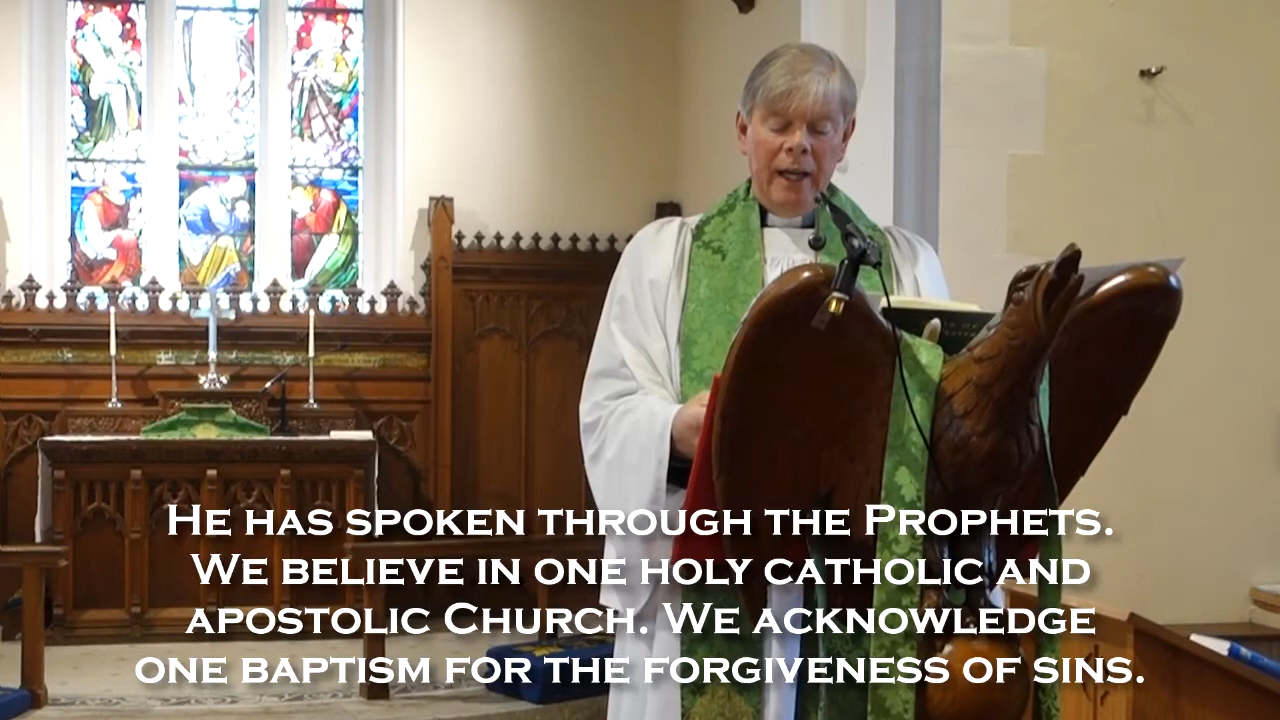 He has spoken through the Prophets.
We believe in one holy catholic and
apostolic Church. We acknowledge
one baptism for the forgiveness of sins.